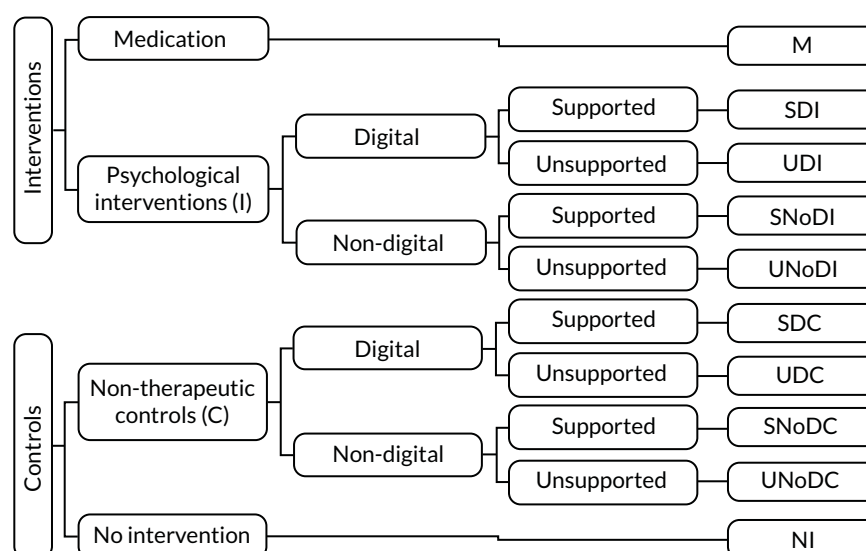 Interventions
Medication
M
Psychological
interventions (I)
Digital
Supported
SDI
Unsupported
UDI
Non-digital
Supported
SNoDI
Unsupported
UNoDI
Controls
Non-therapeutic
controls (C)
Digital
Supported
SDC
Unsupported
UDC
Non-digital
Supported
SNoDC
Unsupported
UNoDC
No intervention
NI